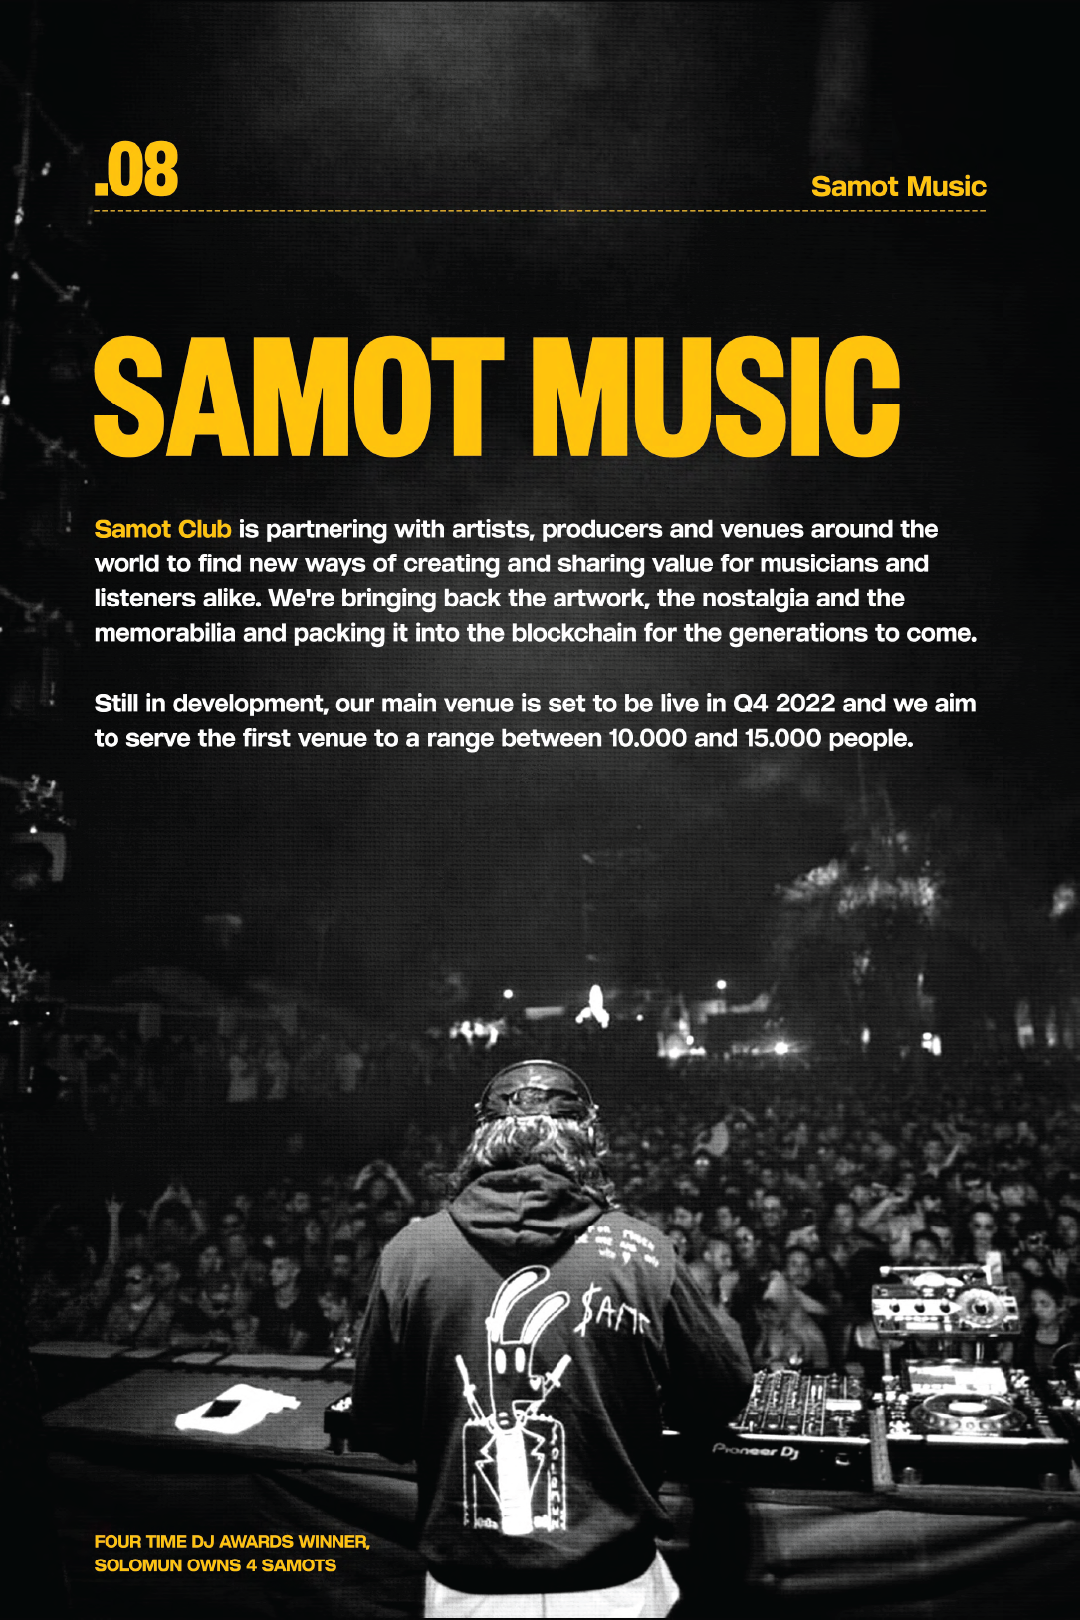 .08
Samot Music
SAMOT MUSIC
Samot Club is partnering with artists, producers and venues around the
world to find new ways of creating and sharing value for musicians and
listeners alike. We're bringing back the artwork, the nostalgia and the
memorabilia and packing it into the blockchain for the generations to come.
Still in development, our main venue is set to be live in Q4 2022 and we aim
to serve the first venue to a range between 10.000 and 15.000 people.
$AMO
Pioneer Dj
FOUR TIME DJ AWARDS WINNER,
SOLOMUN OWNS 4 SAMOTS